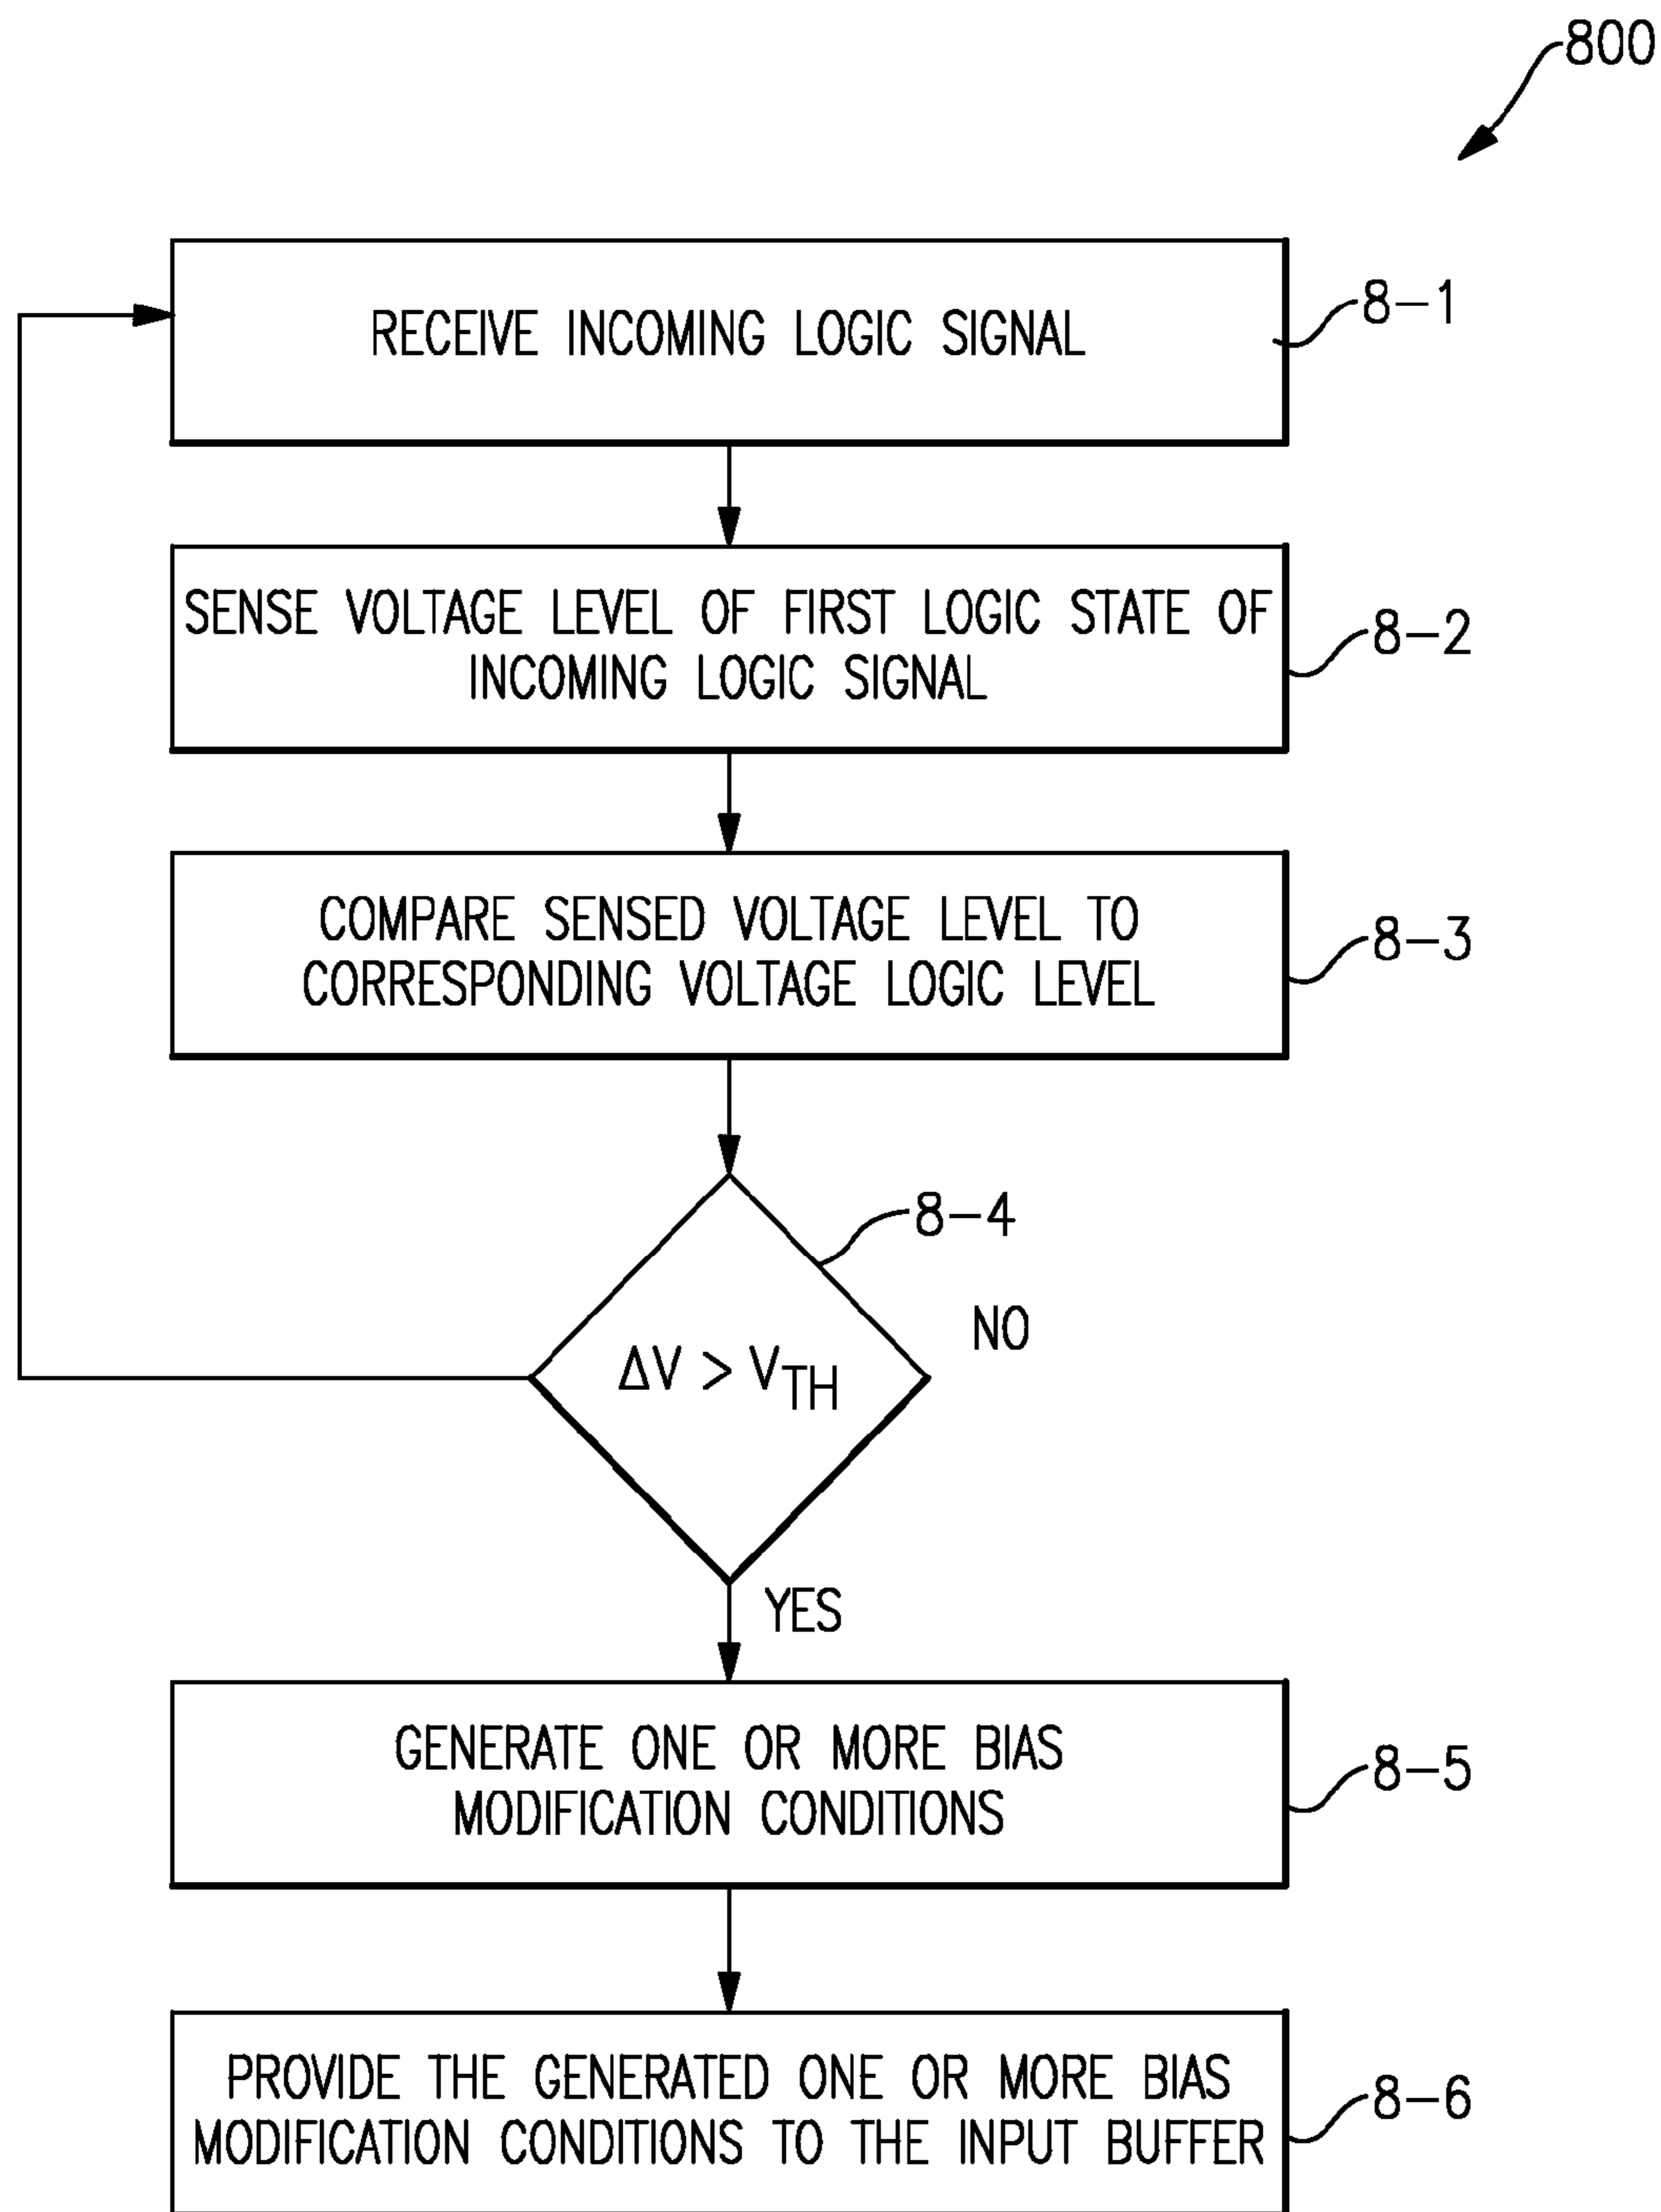 800
RECEIVE INCOMING LOGIC SIGNAL
8-1
SENSE VOLTAGE LEVEL OF FIRST LOGIC STATE OF
INCOMING LOGIC SIGNAL
8-2
COMPARE SENSED VOLTAGE LEVEL TO
CORRESPONDING VOLTAGE LOGIC LEVEL
8-3
8-4
NO
ΔV > VTH
YES
GENERATE ONE OR MORE BIAS
MODIFICATION CONDITIONS
8-5
PROVIDE THE GENERATED ONE OR MORE BIAS
MODIFICATION CONDITIONS TO THE INPUT BUFFER
8-6